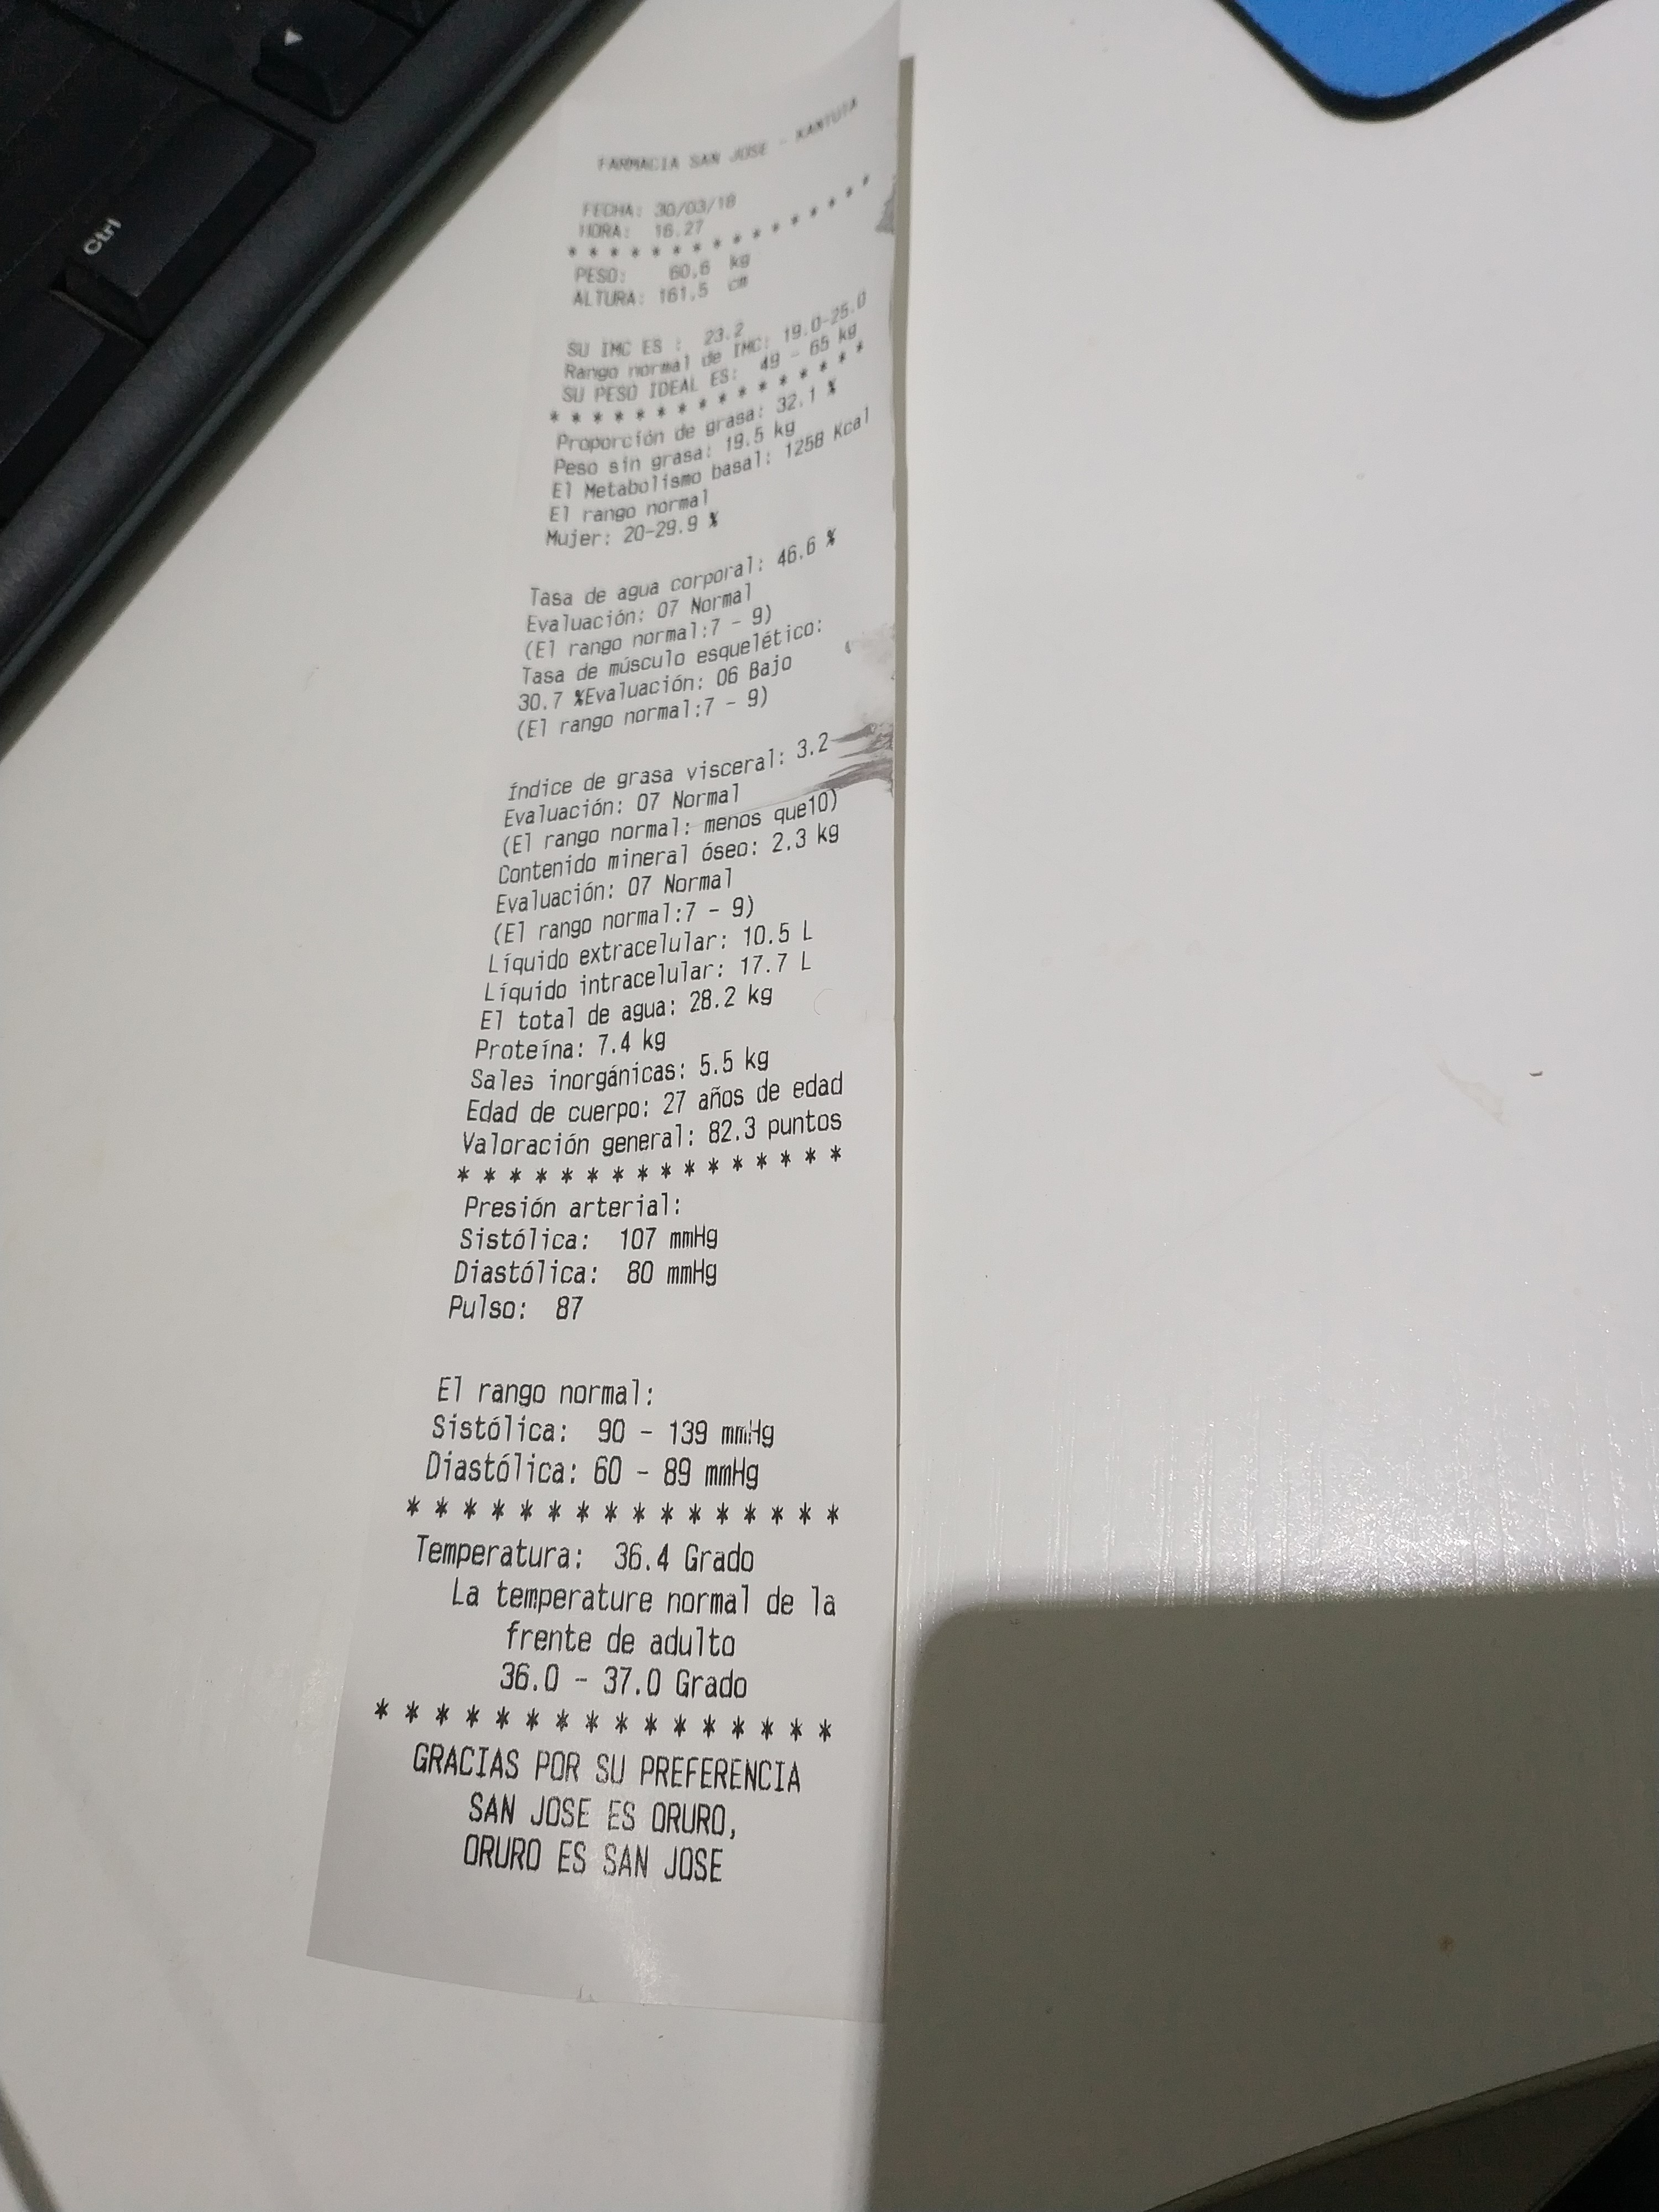 FARMACIA SAN JOSE - KANTUTA
FECHA: 30/03/18
HORA: 16.27
* * * * * * * * * * * * * * * *
PESO: 60,6 kg
ALTURA: 161,5 cm
SU IMC ES : 23.2
Rango normal de IMC: 19.0-25.0
SU PESO IDEAL ES: 49 - 65 kg
* * * * * * * * * * * * * * * *
Proporción de grasa: 32.1 %
Peso sin grasa: 19.5 kg
El Metabolismo basal: 1258 Kcal
El rango normal
Mujer: 20-29.9 %
Tasa de agua corporal: 46.6 %
Evaluación: 07 Normal
(El rango normal:7 - 9)
Tasa de músculo esquelético:
30.7 %Evaluación: 06 Bajo
(El rango normal:7 - 9)
Índice de grasa visceral: 3.2
Evaluación: 07 Normal
(El rango normal: menos que10)
Contenido mineral óseo: 2.3 kg
Evaluación: 07 Normal
(El rango normal:7 - 9)
Líquido extracelular: 10.5 L
Líquido intracelular: 17.7 L
El total de agua: 28.2 kg
Proteína: 7.4 kg
Sales inorgánicas: 5.5 kg
Edad de cuerpo: 27 años de edad
Valoración general: 82.3 puntos
* * * * * * * * * * * * * * * *
Presión arterial:
Sistólica: 107 mmHg
Diastólica: 80 mmHg
Pulso: 87
El rango normal:
Sistólica: 90 - 139 mmHg
Diastólica: 60 - 89 mmHg
* * * * * * * * * * * * * * * *
Temperatura: 36.4 Grado
La temperature normal de la
frente de adulto
36.0 - 37.0 Grado
* * * * * * * * * * * * * * * *
GRACIAS POR SU PREFERENCIA
SAN JOSE ES ORURO,
ORURO ES SAN JOSE
Ctrl